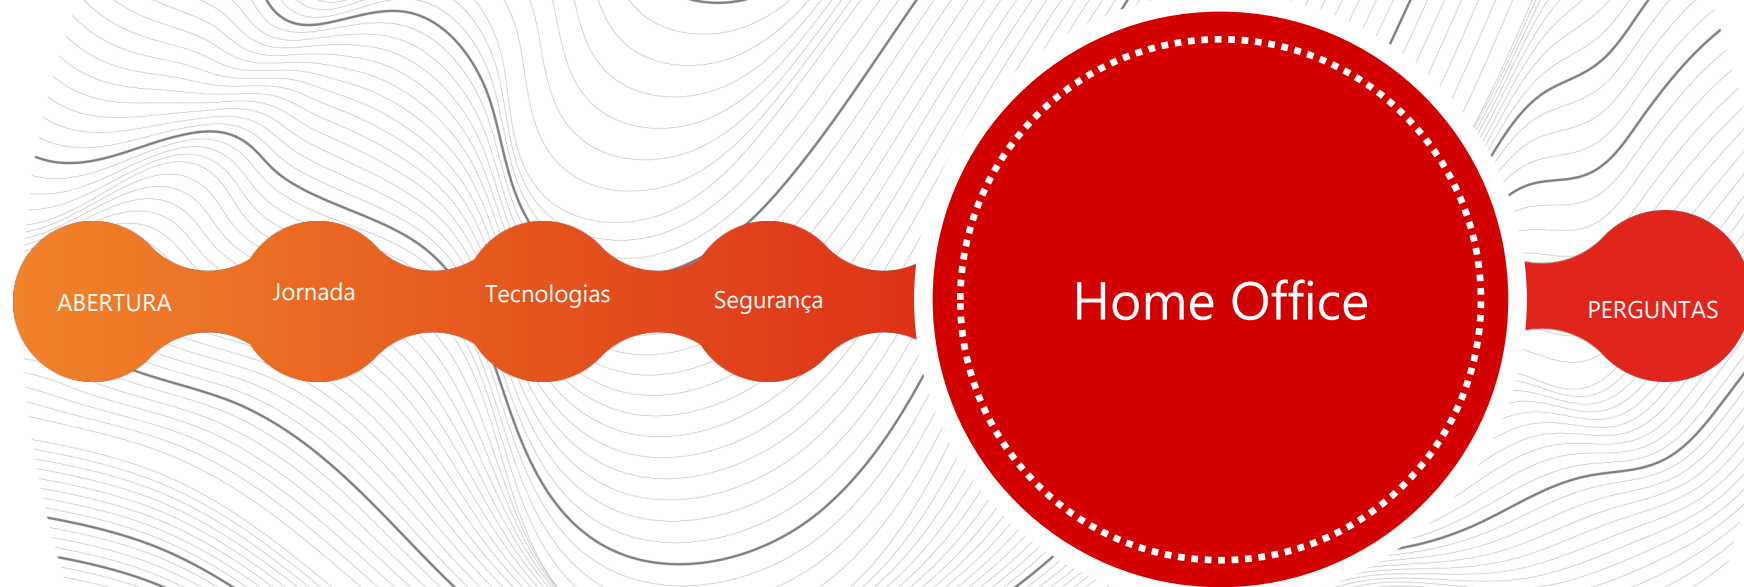 ABERTURA
Jornada
Tecnologias
Segurança
Home Office
PERGUNTAS